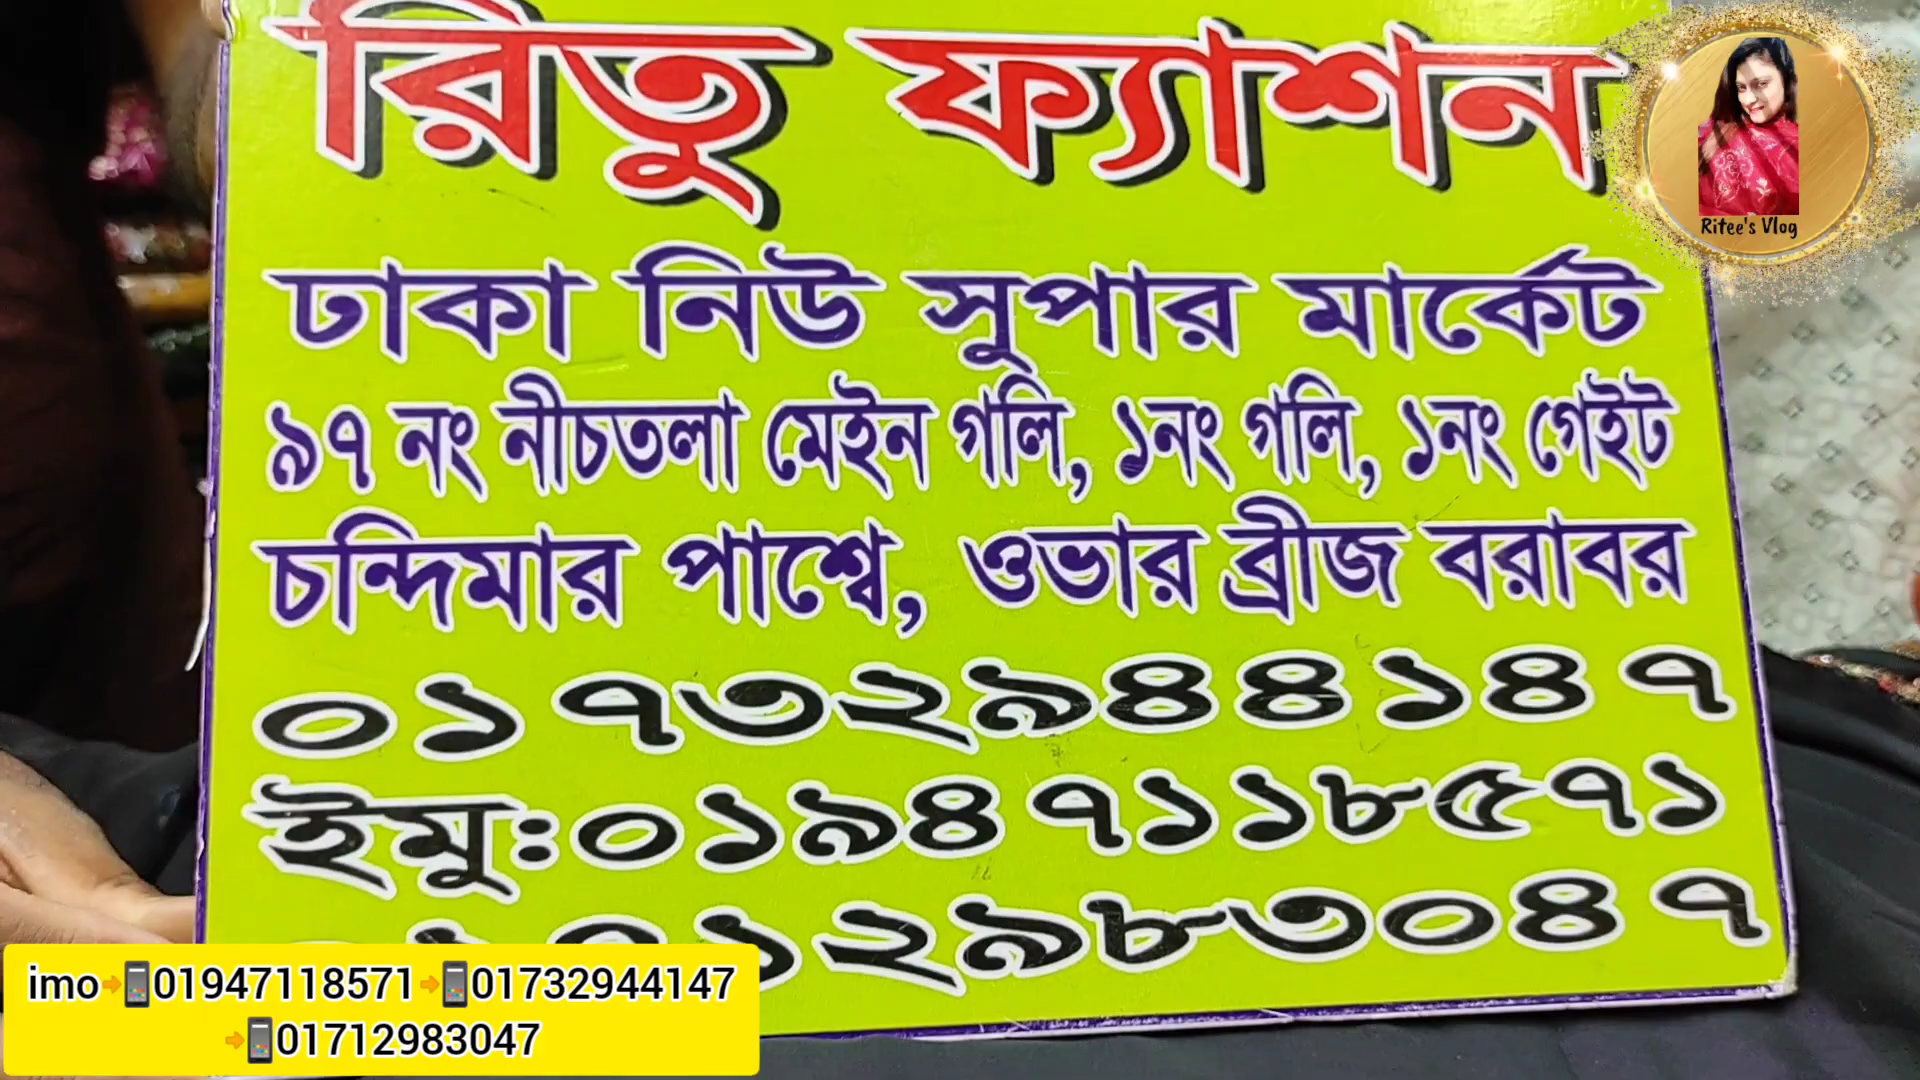 রিতু ফ্যাশন
Ritee's Vlog
ঢাকা নিউ সুপার মার্কেট
৯৭ নং নীচতলা মেইন গলি, ১নং গলি, ১নং গেইট
চন্দিমার পাশ্বে, ওভার ব্রীজ বরাবর
০১৭৩২৯৪৪১৪৭
ইমু:০১৯৪৭১১৮৫৭১
১২৯৮৩০৪৭
imo 01947118571 01732944147
01712983047